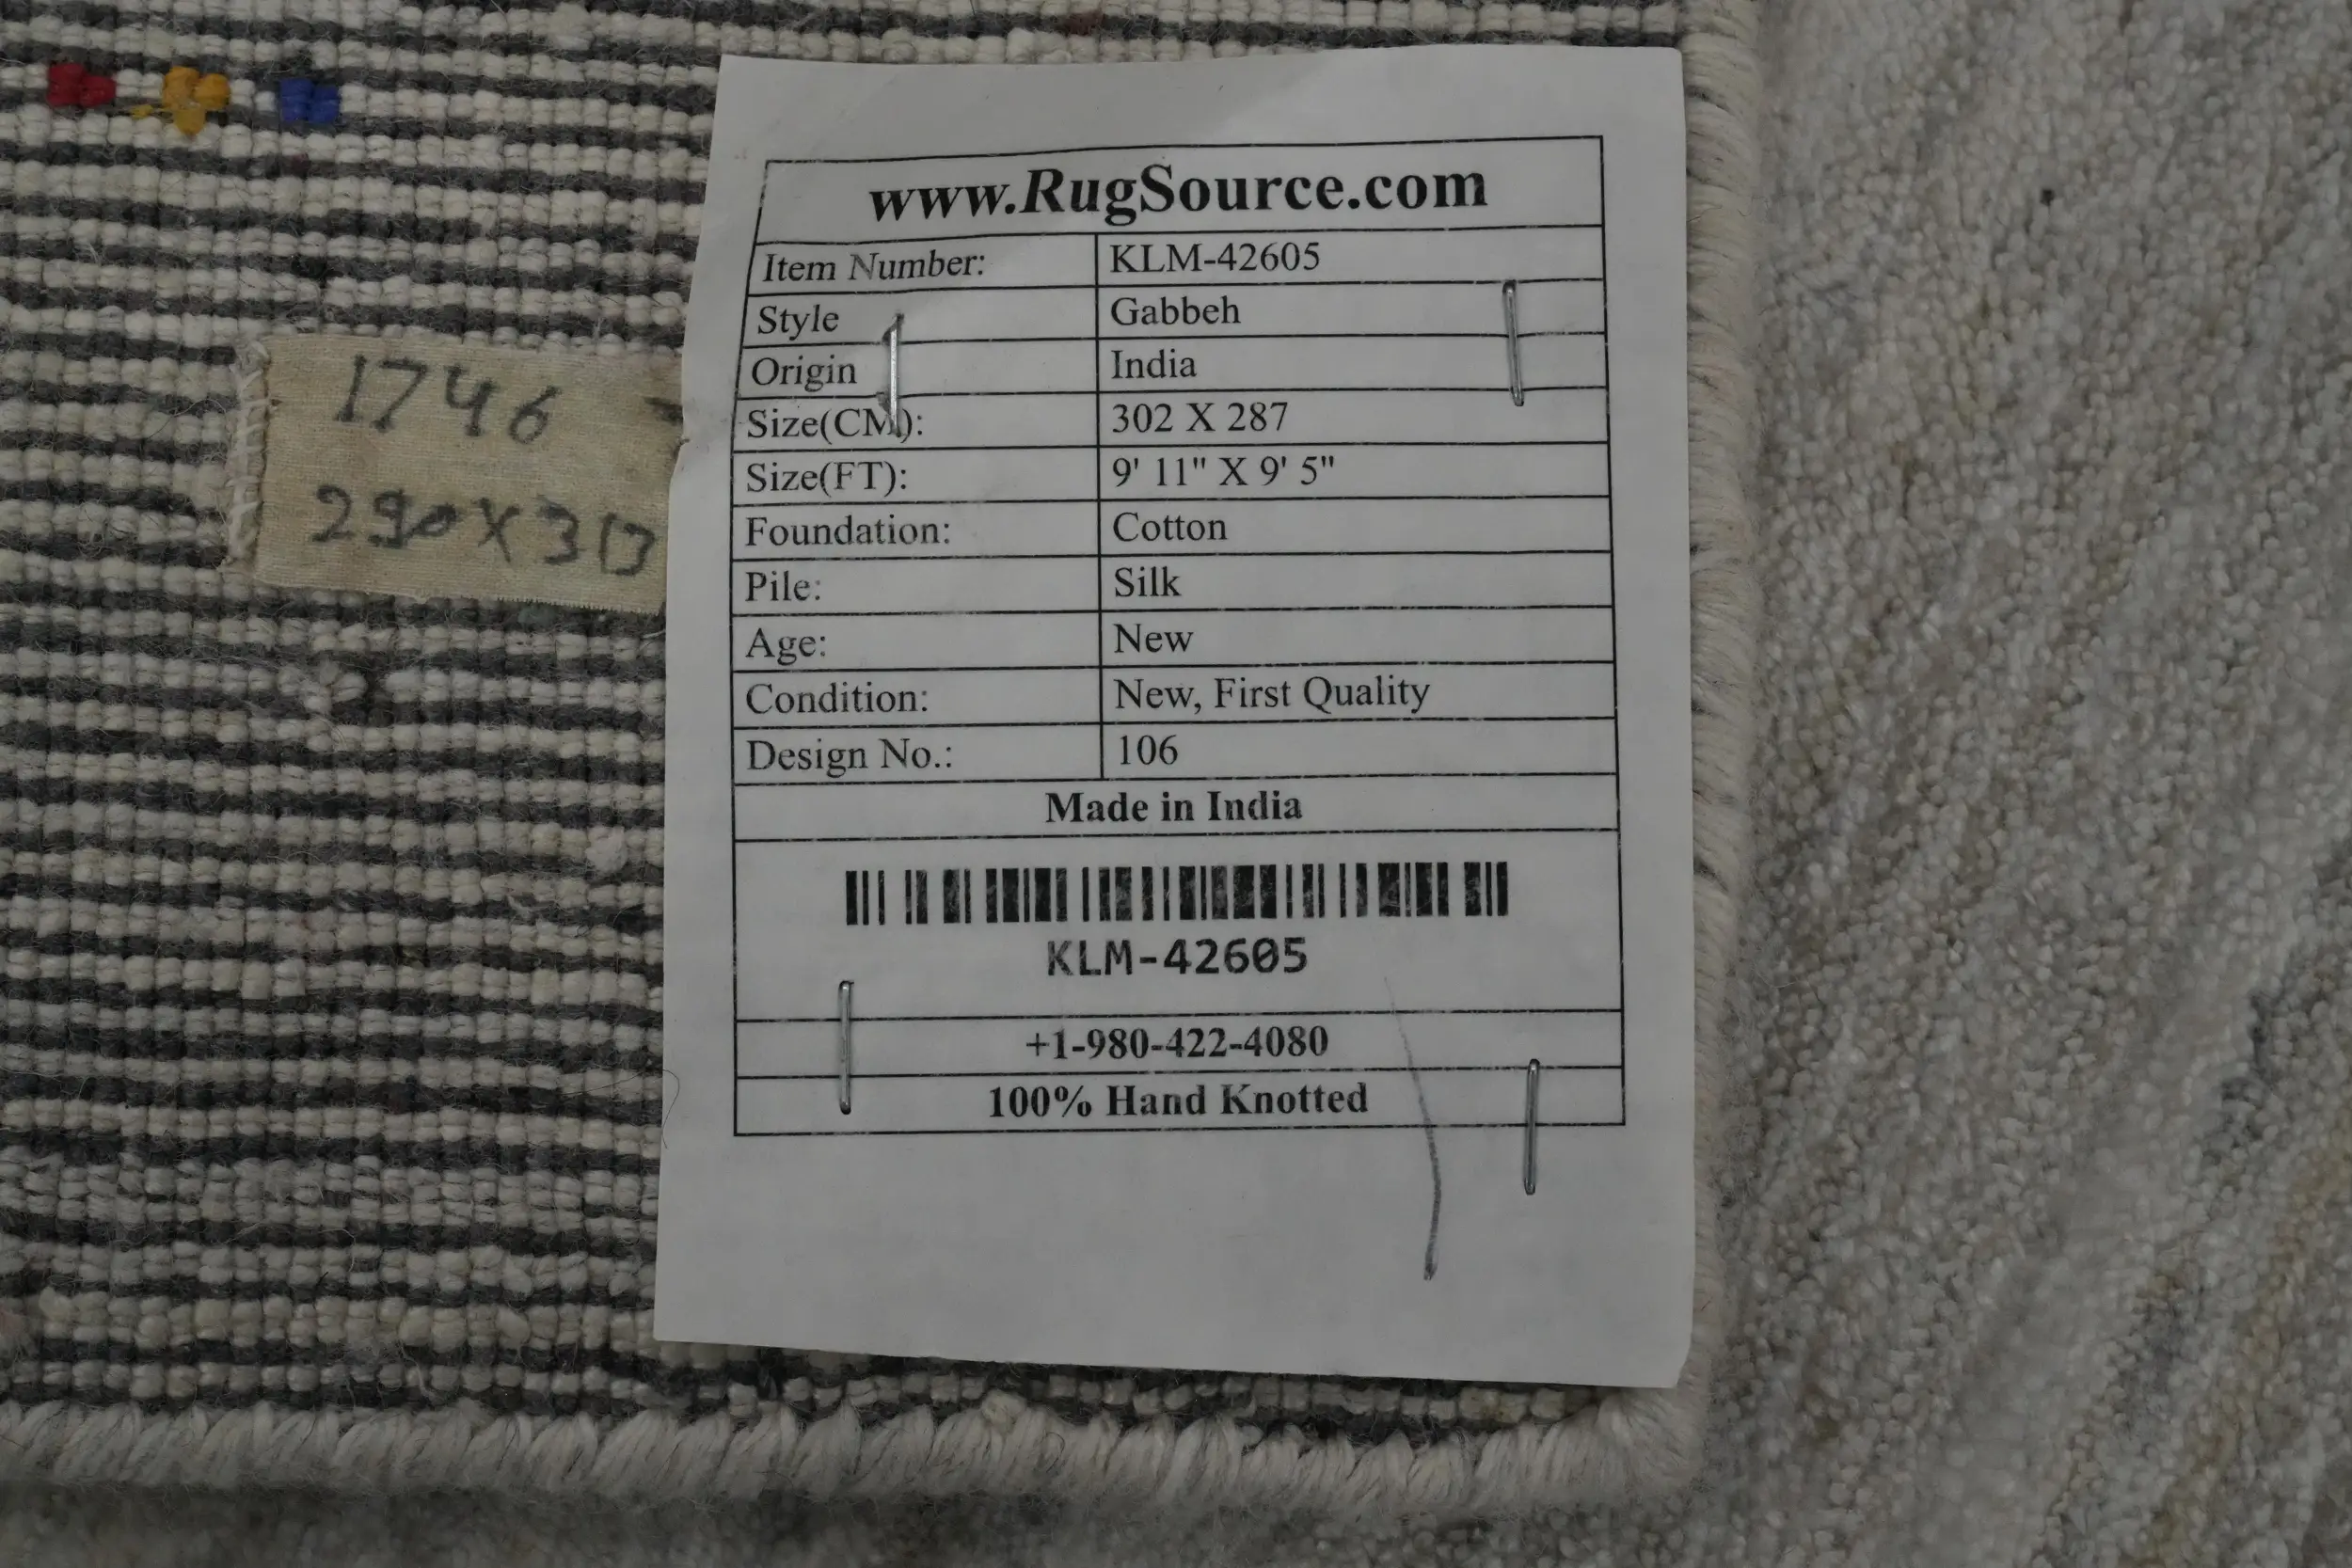 www.RugSource.com
Item Number: KLM-42605
Style Gabbeh
Origin India
Size(CM): 302 X 287
Size(FT): 9' 11" X 9' 5"
Foundation: Cotton
Pile: Silk
Age: New
Condition: New, First Quality
Design No.: 106
Made in India
KLM-42605
+1-980-422-4080
100% Hand Knotted
1746
290X